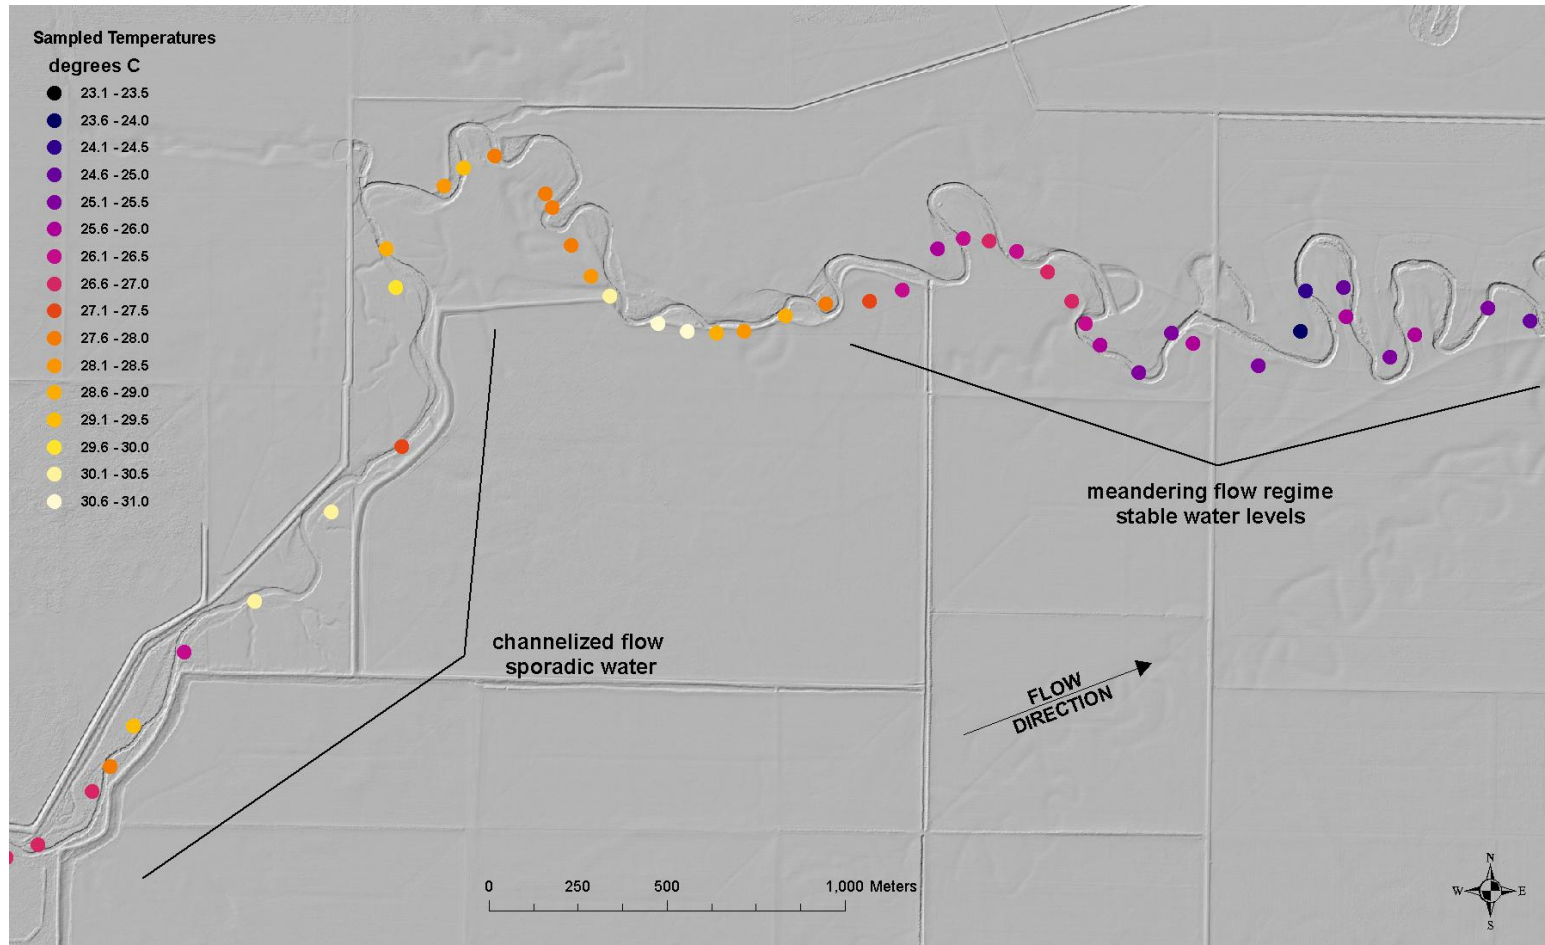 Sampled Temperatures
degrees C
23.1 - 23.5
23.6 - 24.0
24.1 - 24.5
24.6 - 25.0
25.1 - 25.5
25.6 - 26.0
26.1 - 26.5
26.6 - 27.0
27.1 - 27.5
27.6 - 28.0
28.1 - 28.5
28.6 - 29.0
29.1 - 29.5
29.6 - 30.0
30.1 - 30.5
30.6 - 31.0
meandering flow regime
stable water levels
channelized flow
sporadic water
FLOW
DIRECTION
0 250 500 1,000 Meters
N
W E
S